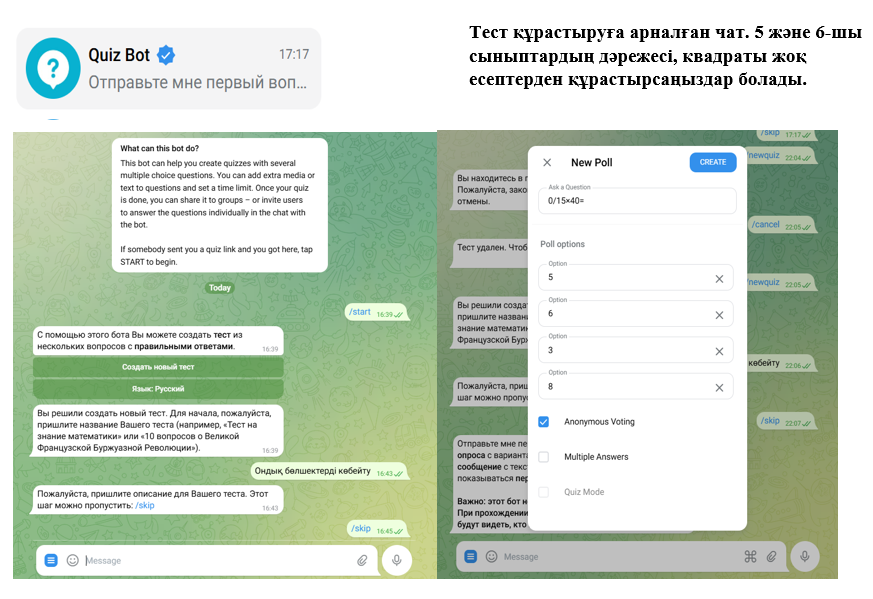 Quiz Bot
17:17
Отправьте мне первый воп...
Тест құрастыруға арналған чат. 5 және 6-шы
сыныптардың дәрежесі, квадраты жоқ
есептерден құрастырсаңыздар болады.
What can this bot do?
This bot can help you create quizzes with several
multiple choice questions. You can add extra media or
text to questions and set a time limit. Once your quiz
is done, you can share it to groups – or invite users
to answer the questions individually in the chat with
the bot.
If somebody sent you a quiz link and you got here, tap
START to begin.
Today
/start 16:39
С помощью этого бота Вы можете создать тест из
нескольких вопросов с правильными ответами. 16:39
Создать новый тест
Язык: Русский
Вы решили создать новый тест. Для начала, пожалуйста,
пришлите название Вашего теста (например, «Тест на
знание математики» или «10 вопросов о Великой
Французской Буржуазной Революции»). 16:39
Ондық бөлшектерді көбейту 16:43
Пожалуйста, пришлите описание для Вашего теста. Этот
шаг можно пропустить: /skip 16:43
/skip 16:45
Message
/skip 17:17
/newquiz 22:04
Вы находитесь в п
Пожалуйста, зако
отмены.
/cancel 22:05
Тест удален. Чтоб
newquiz 22:05
Вы решили созда
пришлите назван
знание математик
Французской Бурж
көбейту 22:06
Пожалуйста, приш
шаг можно пропус
/skip 22:07
Отправьте мне пе
опроса с вариант
сообщение с текс
показываться пер
Важно: этот бот н
При прохождении
будут видеть, кто
New Poll
CREATE
Ask a Question
0/15×40=
Poll options
Option
5
Option
6
Option
3
Option
8
Anonymous Voting
Multiple Answers
Quiz Mode
Message